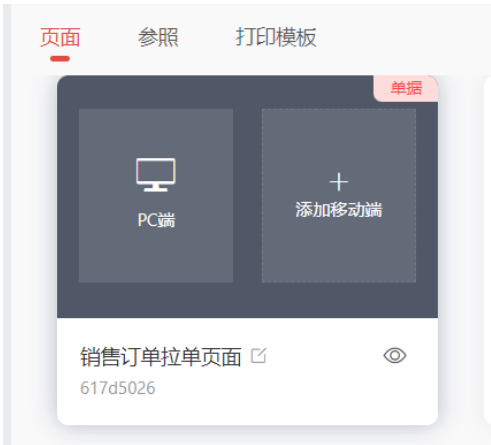 页面 参照 打印模板
单据
PC端 添加移动端
销售订单拉单页面
617d5026